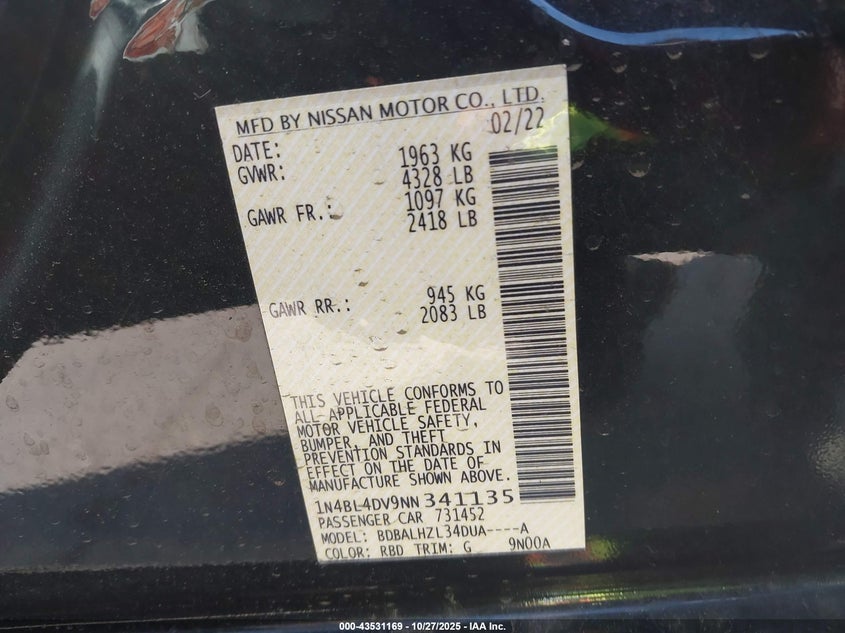 MFD BY NISSAN MOTOR CO., LTD.
DATE: 02/22
GVWR: 1963 KG
4328 LB
GAWR FR.: 1097 KG
2418 LB
GAWR RR.: 945 KG
2083 LB
THIS VEHICLE CONFORMS TO
ALL APPLICABLE FEDERAL
MOTOR VEHICLE SAFETY,
BUMPER, AND THEFT
PREVENTION STANDARDS IN
EFFECT ON THE DATE OF
MANUFACTURE SHOWN ABOVE.
1N4BL4DV9NN341135
PASSENGER CAR 731452
MODEL: BDBALHZL34DUA----A
COLOR: RBD TRIM: G 9N00A
000-43531169 - 10/27/2025 - IAA Inc.